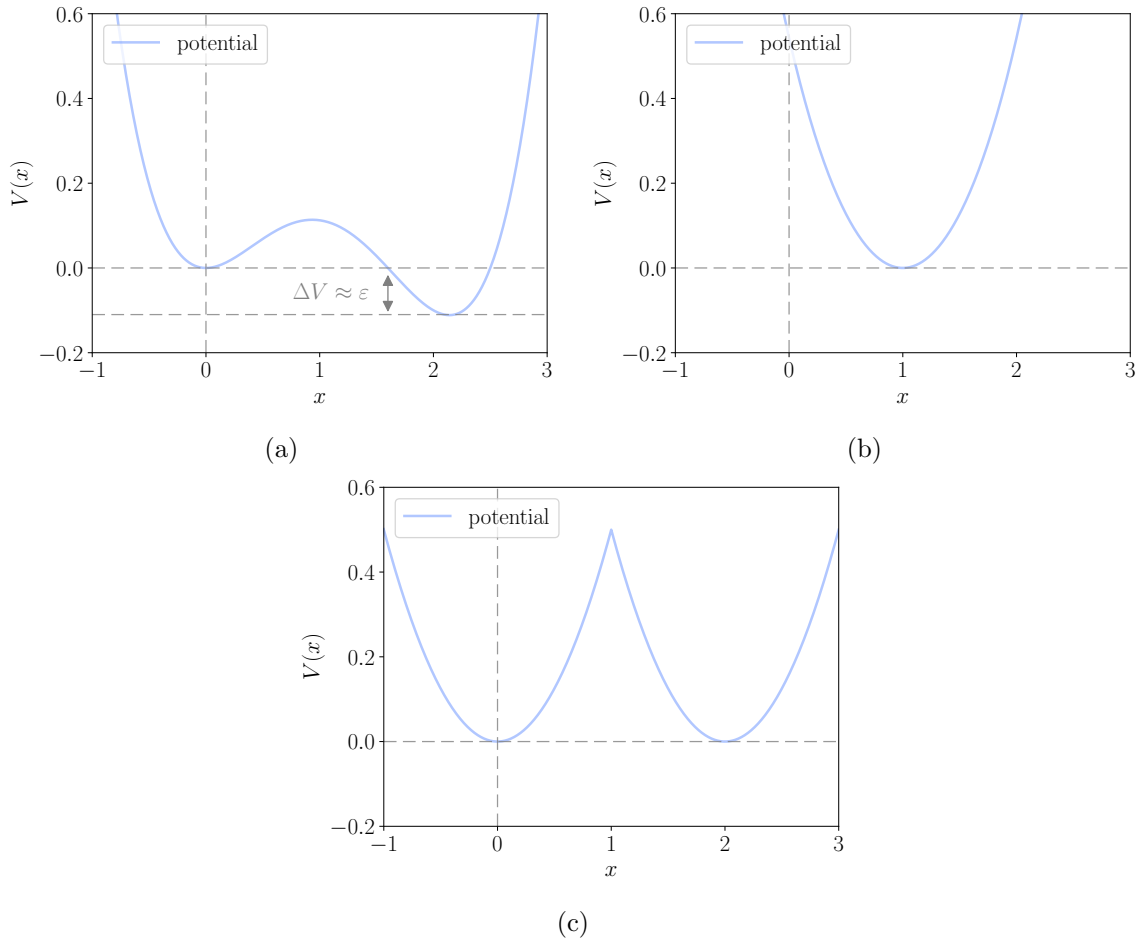 (a)
0.6
0.4
0.2
0.0
−0.2
V(x)
potential
ΔV ≈ ε
−1 0 1 2 3
x
(b)
0.6
0.4
0.2
0.0
−0.2
V(x)
potential
−1 0 1 2 3
x
(c)
0.6
0.4
0.2
0.0
−0.2
V(x)
potential
−1 0 1 2 3
x